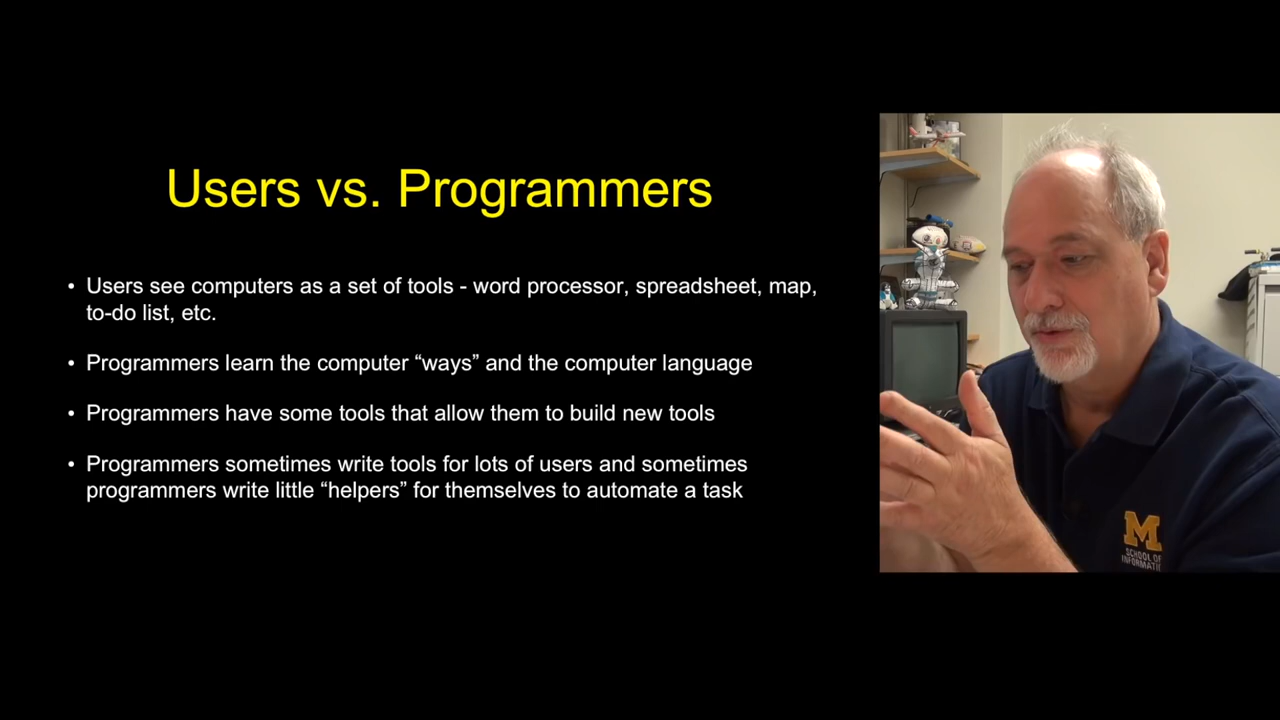 Users vs. Programmers
• Users see computers as a set of tools - word processor, spreadsheet, map,
to-do list, etc.
• Programmers learn the computer “ways” and the computer language
• Programmers have some tools that allow them to build new tools
• Programmers sometimes write tools for lots of users and sometimes
programmers write little “helpers” for themselves to automate a task
M
SCHOOL OF
INFORMATI